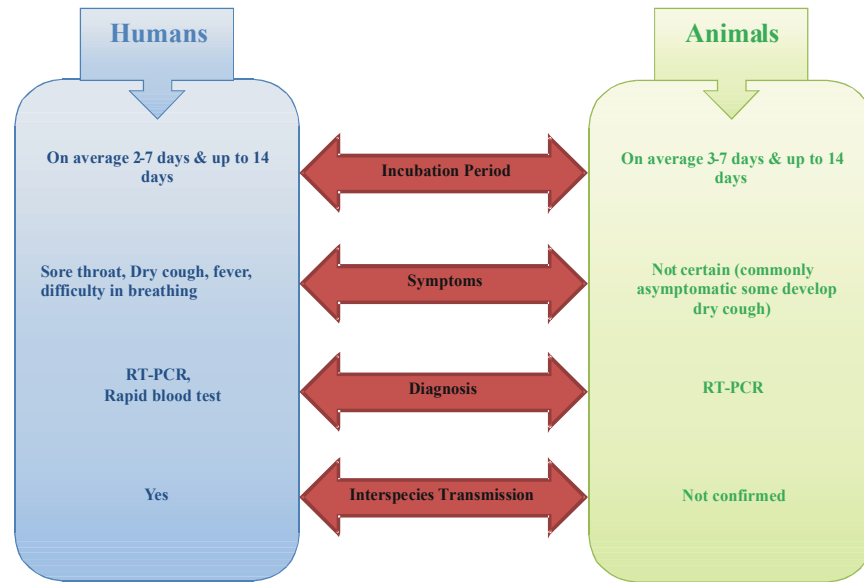 Humans
Animals
On average 2-7 days & up to 14
days
Incubation Period
On average 3-7 days & up to 14
days
Sore throat, Dry cough, fever,
difficulty in breathing
Symptoms
Not certain (commonly
asymptomatic some develop
dry cough)
RT-PCR,
Rapid blood test
Diagnosis
RT-PCR
Yes
Interspecies Transmission
Not confirmed